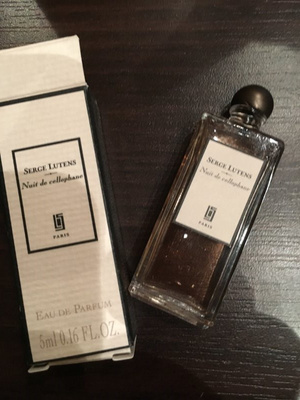 SERGE LUTENS
Nuit de cellophane
PARIS
EAU DE PARFUM
5ml 0.16 FL.OZ.
SERGE LUTENS
Nuit de cellophane
PARIS